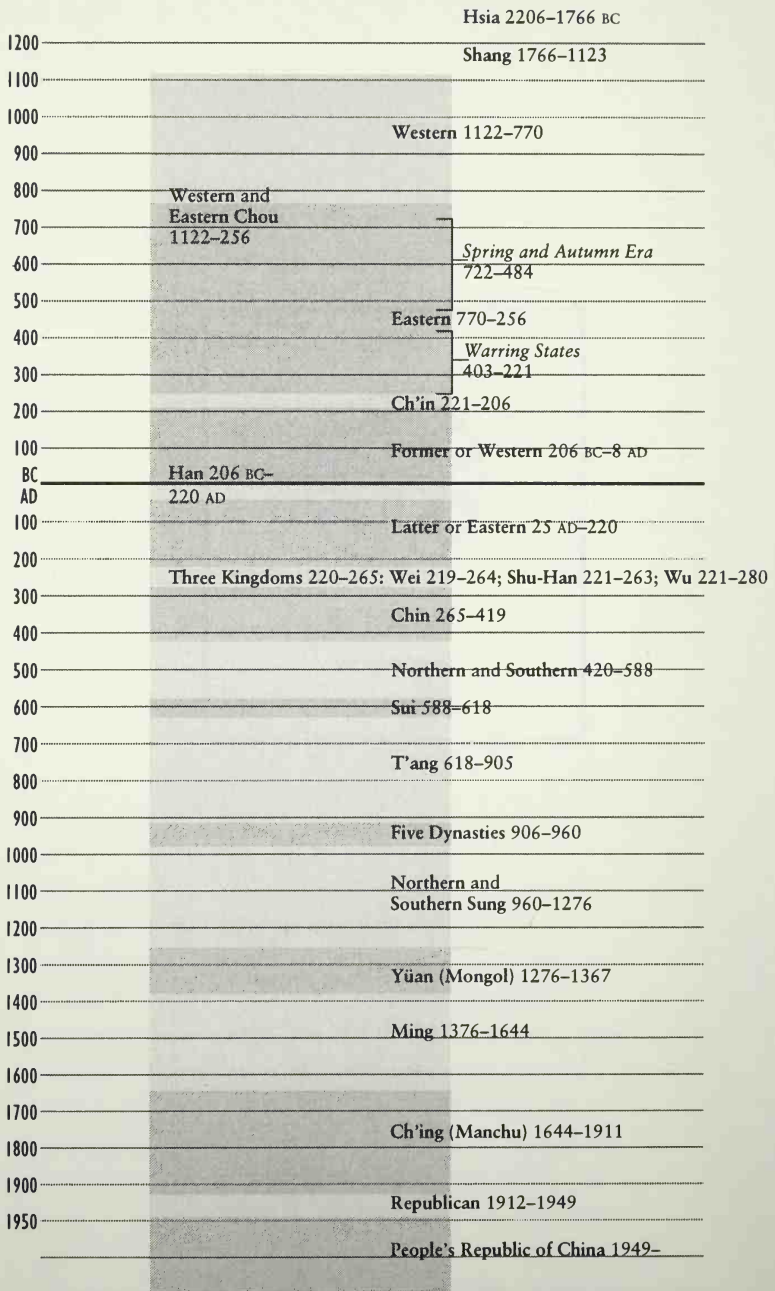 Hsia 2206–1766 BC
1200
Shang 1766–1123
1100
1000
Western 1122–770
900
800
Western and
Eastern Chou
1122–256
700
Spring and Autumn Era
722–484
600
500
Eastern 770–256
400
Warring States
403–221
300
Ch'in 221–206
200
100
Former or Western 206 BC–8 AD
BC
Han 206 BC–
220 AD
AD
100
Latter or Eastern 25 AD–220
200
Three Kingdoms 220–265: Wei 219–264; Shu-Han 221–263; Wu 221–280
300
Chin 265–419
400
500
Northern and Southern 420–588
600
Sui 588–618
700
T'ang 618–905
800
900
Five Dynasties 906–960
1000
Northern and
Southern Sung 960–1276
1100
1200
1300
Yüan (Mongol) 1276–1367
1400
Ming 1376–1644
1500
1600
1700
Ch'ing (Manchu) 1644–1911
1800
1900
Republican 1912–1949
1950
People's Republic of China 1949–